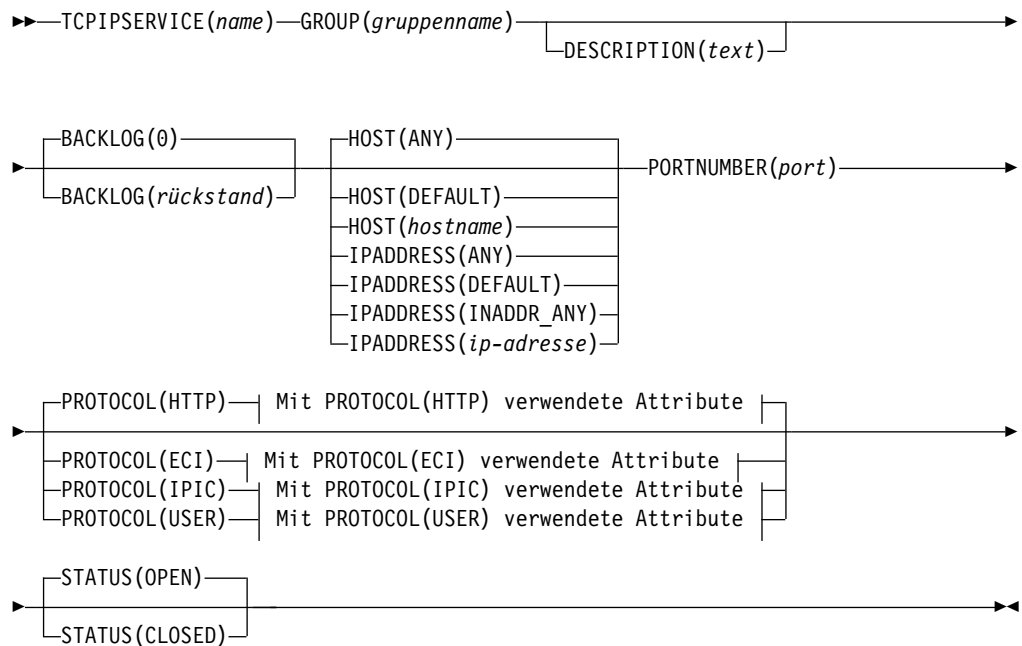 TCPIPSERVICE(name) GROUP(gruppenname)
DESCRIPTION(text)
BACKLOG(0) HOST(ANY)
PORTNUMBER(port)
BACKLOG(rückstand) HOST(DEFAULT)
HOST(hostname)
IPADDRESS(ANY)
IPADDRESS(DEFAULT)
IPADDRESS(INADDR_ANY)
IPADDRESS(ip-adresse)
PROTOCOL(HTTP) Mit PROTOCOL(HTTP) verwendete Attribute
PROTOCOL(ECI) Mit PROTOCOL(ECI) verwendete Attribute
PROTOCOL(IPIC) Mit PROTOCOL(IPIC) verwendete Attribute
PROTOCOL(USER) Mit PROTOCOL(USER) verwendete Attribute
STATUS(OPEN)
STATUS(CLOSED)